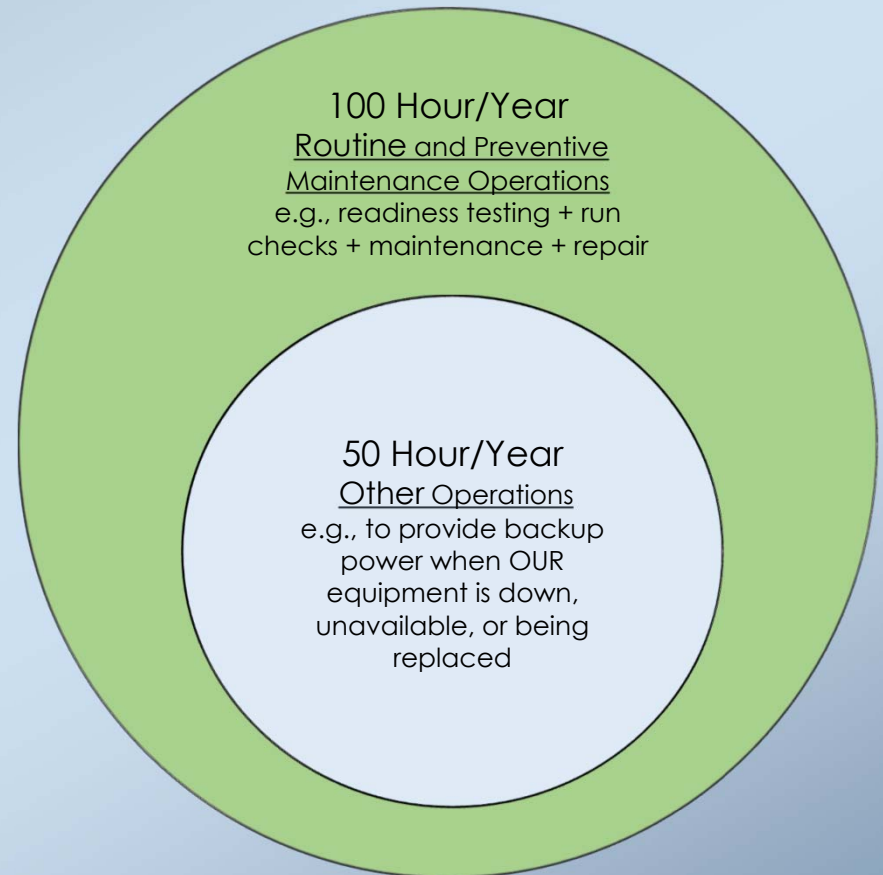 100 Hour/Year
Routine and Preventive
Maintenance Operations
e.g., readiness testing + run
checks + maintenance + repair
50 Hour/Year
Other Operations
e.g., to provide backup
power when OUR
equipment is down,
unavailable, or being
replaced